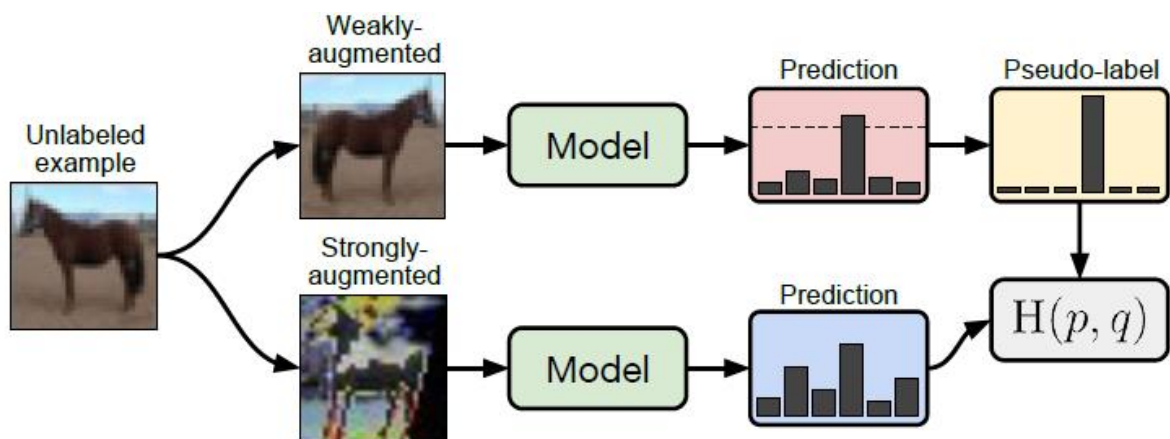 Unlabeled
example
Weakly-
augmented
Model
Prediction
Pseudo-label
Strongly-
augmented
Model
Prediction
H(p, q)